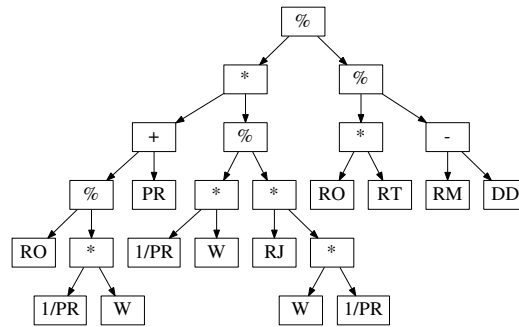 %
* %
+ % * -
% PR * * RO RT RM DD
RO * 1/PR W RJ *
1/PR W W 1/PR